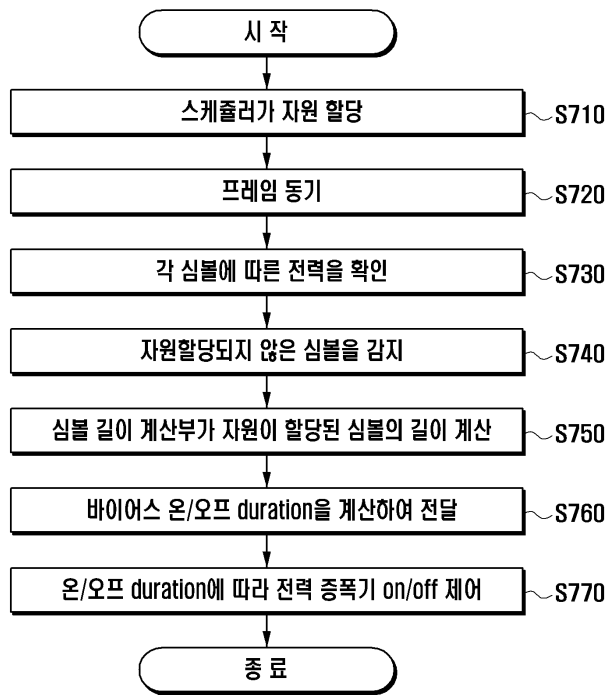 시 작
스케쥴러가 자원 할당
S710
프레임 동기
S720
각 심볼에 따른 전력을 확인
S730
자원할당되지 않은 심볼을 감지
S740
심볼 길이 계산부가 자원이 할당된 심볼의 길이 계산
S750
바이어스 온/오프 duration을 계산하여 전달
S760
온/오프 duration에 따라 전력 증폭기 on/off 제어
S770
종 료